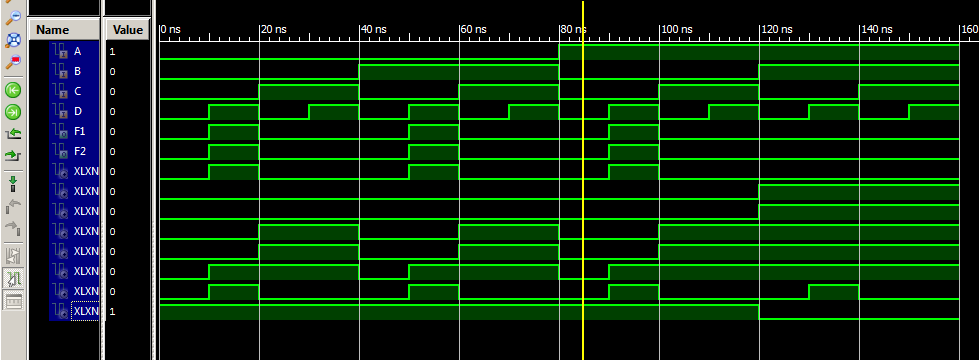 Name Value 0 ns 20 ns 40 ns 60 ns 80 ns 100 ns 120 ns 140 ns 160
A 1
B 0
C 0
D 0
F1 0
F2 0
XLXN 0
XLXN 0
XLXN 0
XLXN 0
XLXN 0
XLXN 0
XLXN 0
XLXN 1